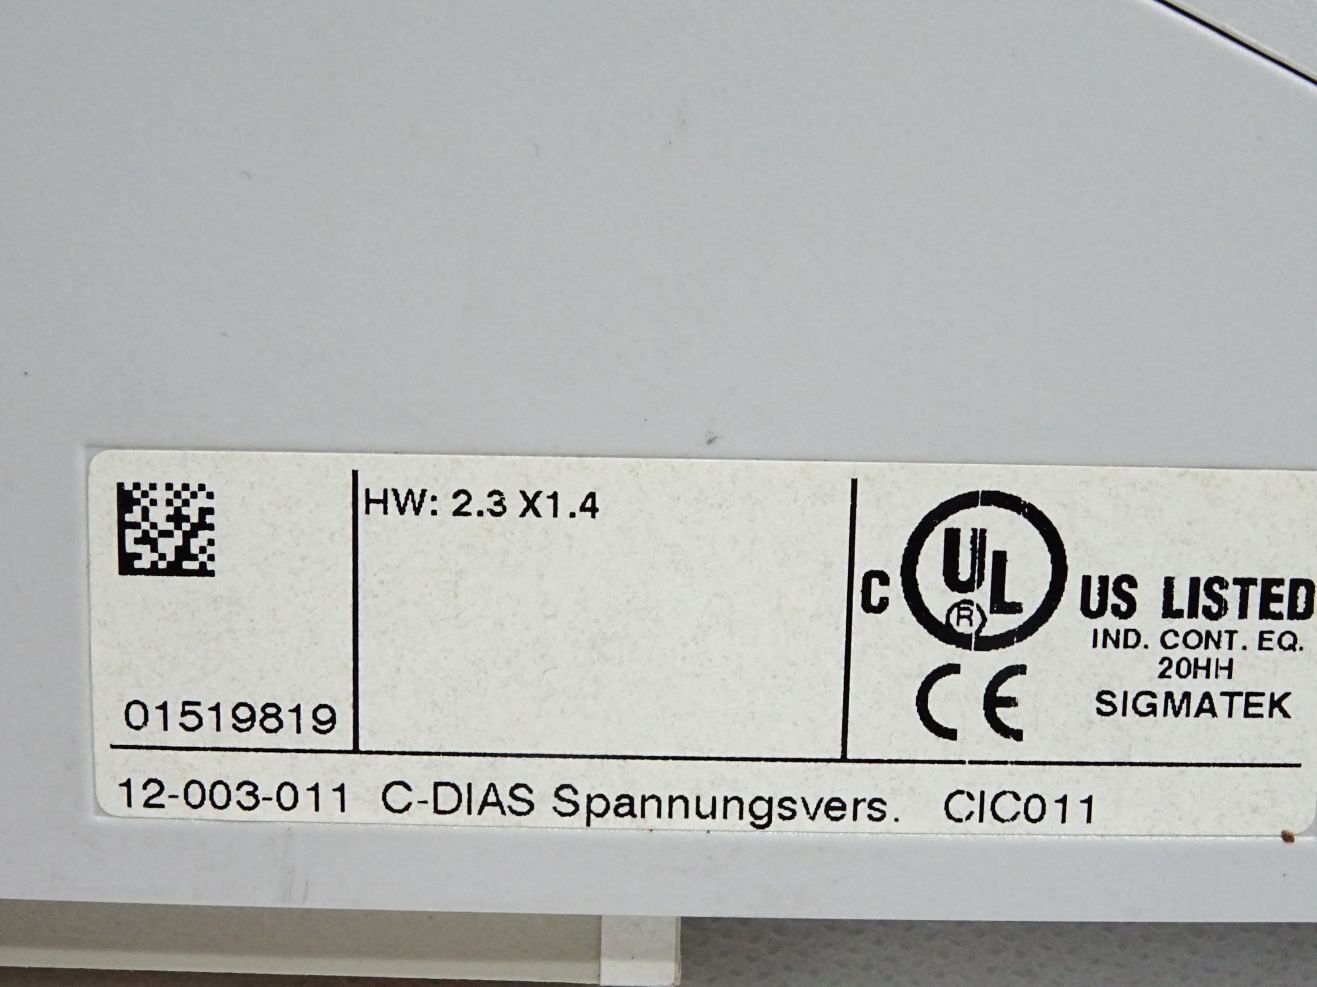 HW: 2.3 X1.4
01519819
C UL ® US LISTED
IND. CONT. EQ.
20HH
CE SIGMATEK
12-003-011 C-DIAS Spannungsvers. CIC011